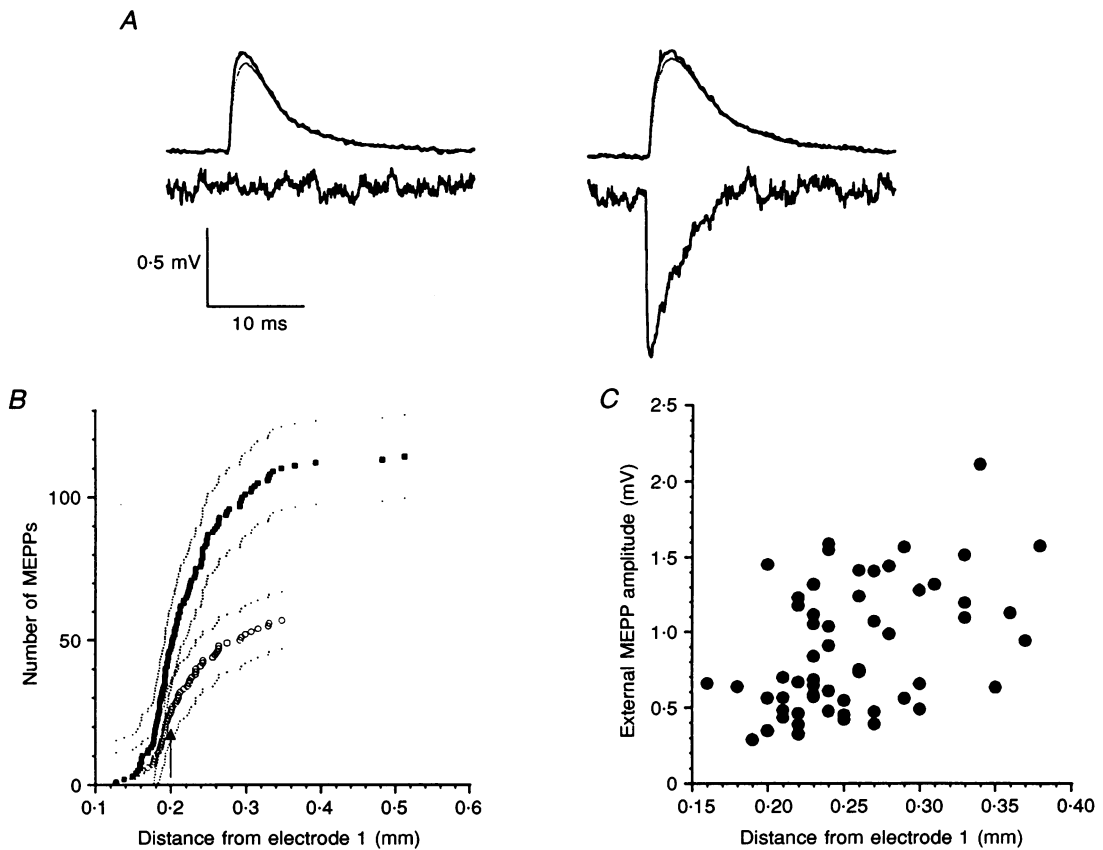 A
0·5 mV
10 ms
B
Number of MEPPs
100
50
0
0·1 0·2 0·3 0·4 0·5 0·6
Distance from electrode 1 (mm)
C
External MEPP amplitude (mV)
2·5
2·0
1·5
1·0
0·5
0
0·15 0·20 0·25 0·30 0·35 0·40
Distance from electrode 1 (mm)